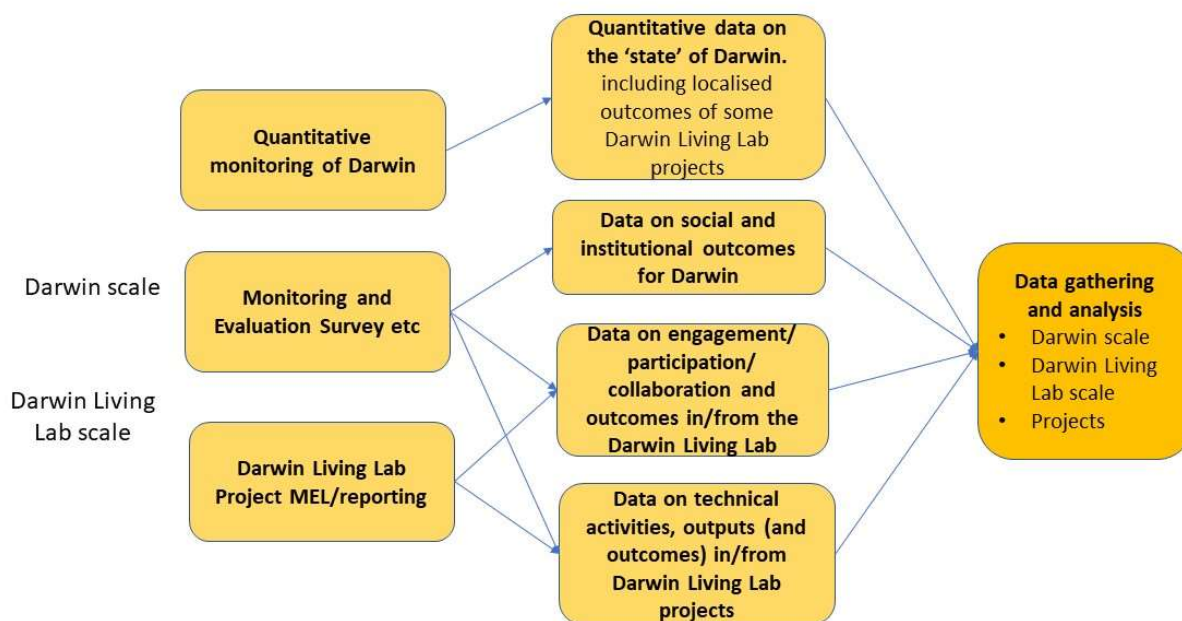 Quantitative data on
the ‘state’ of Darwin.
including localised
outcomes of some
Darwin Living Lab
projects
Quantitative
monitoring of Darwin
Data on social and
institutional outcomes
for Darwin
Darwin scale
Monitoring and
Evaluation Survey etc
Data gathering
and analysis
• Darwin scale
• Darwin Living
Lab scale
• Projects
Data on engagement/
participation/
collaboration and
outcomes in/from the
Darwin Living Lab
Darwin Living
Lab scale
Darwin Living Lab
Project MEL/reporting
Data on technical
activities, outputs (and
outcomes) in/from
Darwin Living Lab
projects